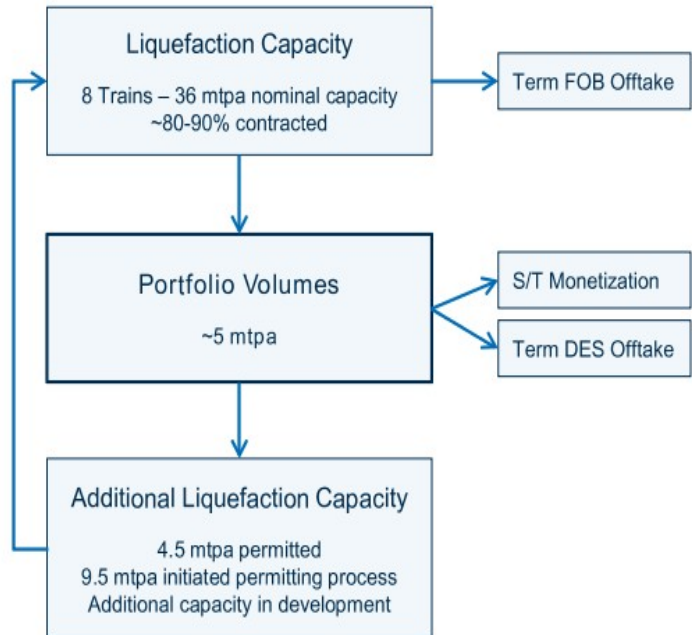 Liquefaction Capacity
8 Trains – 36 mtpa nominal capacity
~80-90% contracted
Term FOB Offtake
Portfolio Volumes
~5 mtpa
S/T Monetization
Term DES Offtake
Additional Liquefaction Capacity
4.5 mtpa permitted
9.5 mtpa initiated permitting process
Additional capacity in development